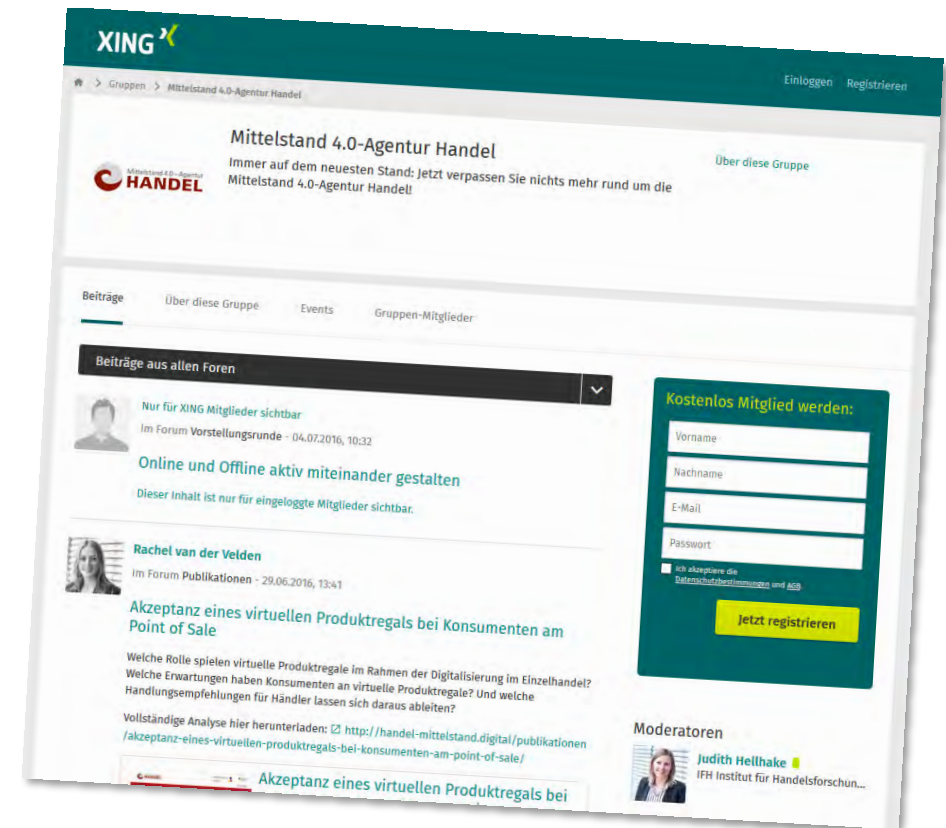 XING
Einloggen Registrieren
Gruppen > Mittelstand 4.0-Agentur Handel
Mittelstand 4.0-Agentur
HANDEL
Mittelstand 4.0-Agentur Handel
Immer auf dem neuesten Stand: Jetzt verpassen Sie nichts mehr rund um die
Mittelstand 4.0-Agentur Handel!
Über diese Gruppe
Beiträge Über diese Gruppe Events Gruppen-Mitglieder
Beiträge aus allen Foren
Nur für XING Mitglieder sichtbar
Im Forum Vorstellungsrunde - 04.07.2016, 10:32
Online und Offline aktiv miteinander gestalten
Dieser Inhalt ist nur für eingeloggte Mitglieder sichtbar.
Rachel van der Velden
Im Forum Publikationen - 29.06.2016, 13:41
Akzeptanz eines virtuellen Produktregals bei Konsumenten am
Point of Sale
Welche Rolle spielen virtuelle Produktregale im Rahmen der Digitalisierung im Einzelhandel?
Welche Erwartungen haben Konsumenten an virtuelle Produktregale? Und welche
Handlungsempfehlungen für Händler lassen sich daraus ableiten?
Vollständige Analyse hier herunterladen: http://handel-mittelstand.digital/publikationen
/akzeptanz-eines-virtuellen-produktregals-bei-konsumenten-am-point-of-sale/
Akzeptanz eines virtuellen Produktregals bei
Kostenlos Mitglied werden:
Vorname
Nachname
E-Mail
Passwort
Ich akzeptiere die
Datenschutzbestimmungen und AGB
Jetzt registrieren
Moderatoren
Judith Hellhake
IFH Institut für Handelsforschun...